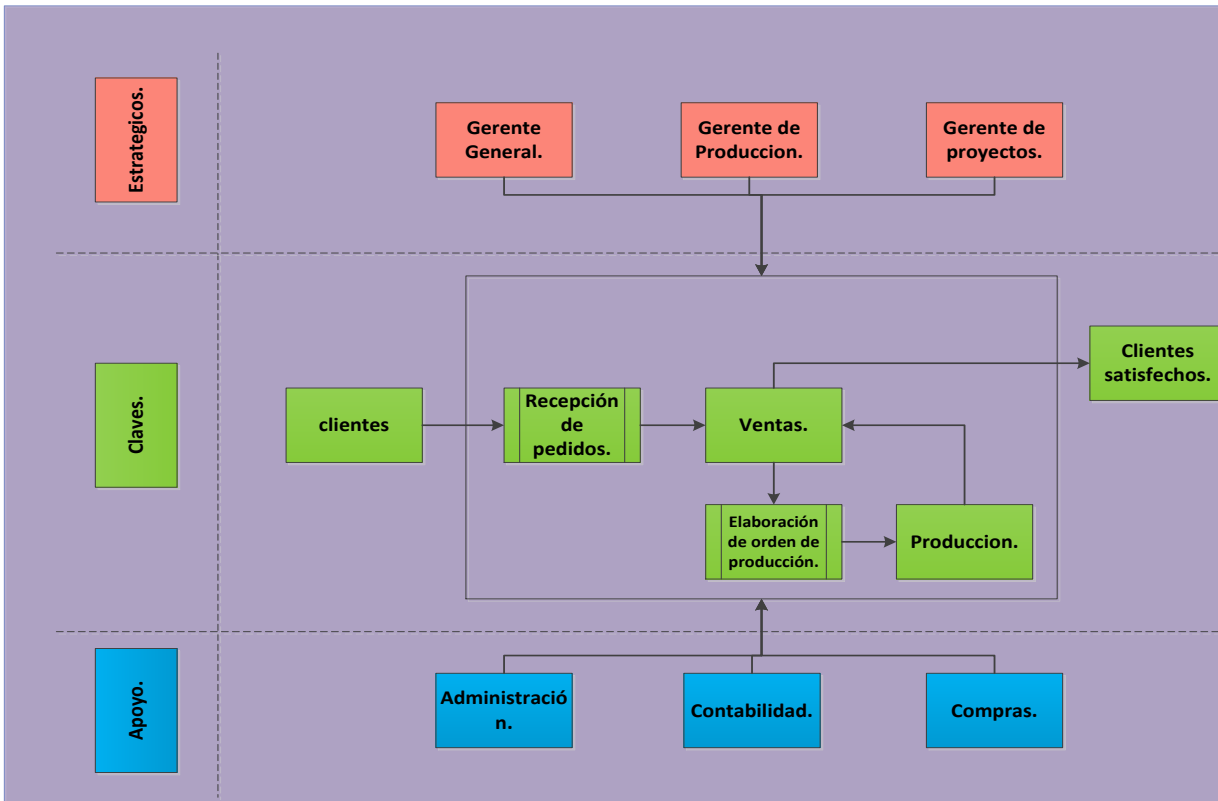 Estrategicos.
Gerente
General.
Gerente de
Produccion.
Gerente de
proyectos.
Claves.
clientes
Recepción
de
pedidos.
Ventas.
Clientes
satisfechos.
Elaboración
de orden de
producción.
Produccion.
Apoyo.
Administració
n.
Contabilidad.
Compras.